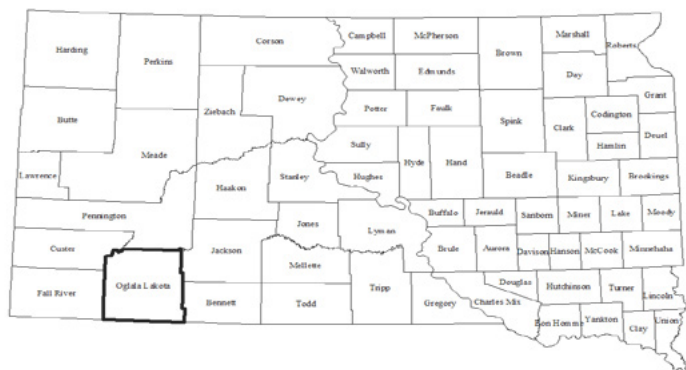 Harding
Perkins
Corson
Campbell
McPherson
Brown
Marshall
Roberts
Walworth
Edmunds
Day
Butte
Ziebach
Dewey
Potter
Faulk
Spink
Clark
Codington
Grant
Deuel
Hamlin
Meade
Sully
Hyde
Hand
Lawrence
Haakon
Stanley
Hughes
Beadle
Kingsbury
Brookings
Pennington
Jones
Lyman
Buffalo
Jerauld
Sanborn
Miner
Lake
Moody
Custer
Jackson
Mellette
Brule
Aurora
Davison
Hanson
McCook
Minnehaha
Fall River
Oglala Lakota
Bennett
Todd
Tripp
Gregory
Charles Mix
Douglas
Hutchinson
Turner
Lincoln
Bon Homme
Yankton
Clay
Union